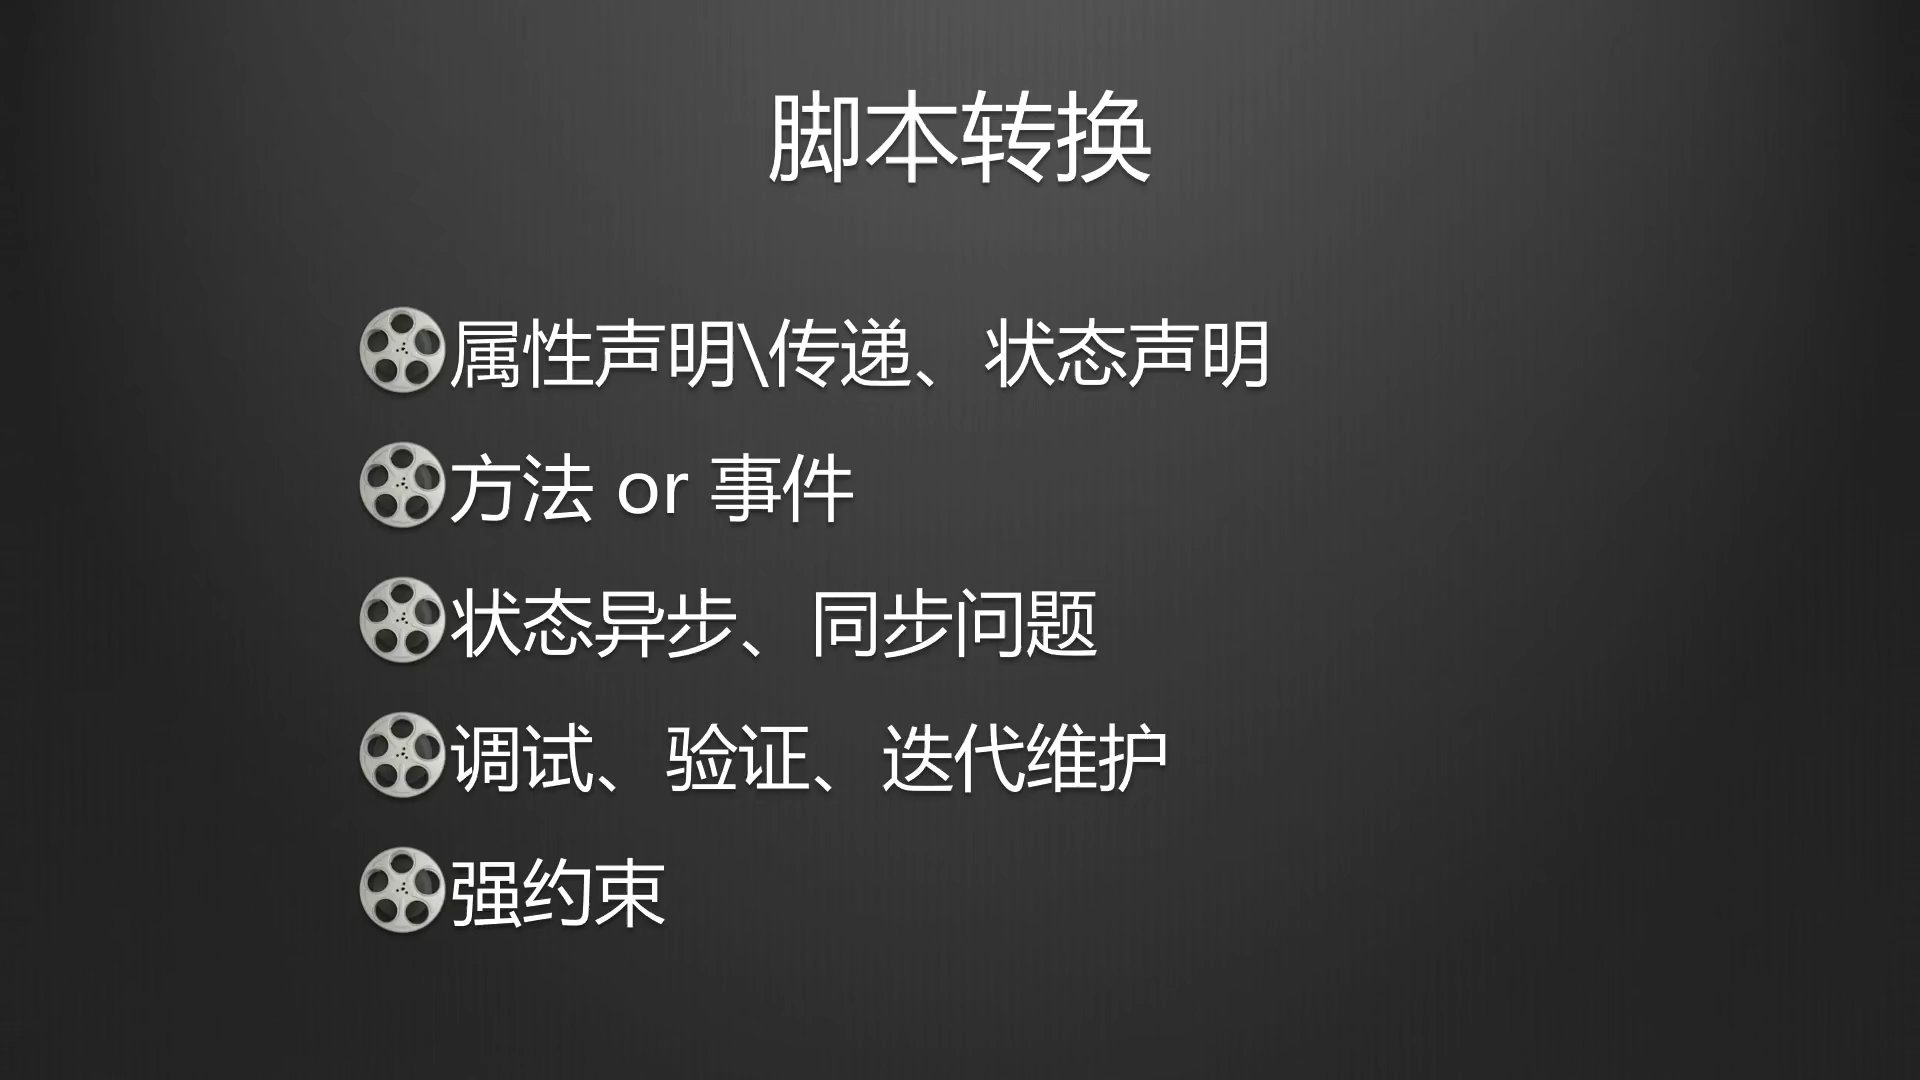 脚本转换
属性声明\传递、状态声明
方法 or 事件
状态异步、同步问题
调试、验证、迭代维护
强约束